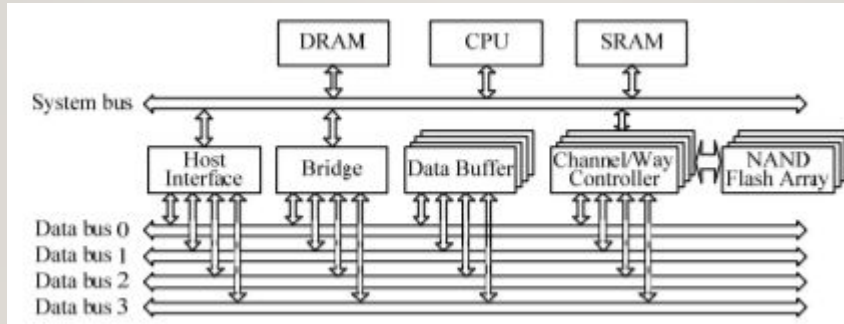 DRAM
CPU
SRAM
System bus
Host
Interface
Bridge
Data Buffer
Channel/Way
Controller
NAND
Flash Array
Data bus 0
Data bus 1
Data bus 2
Data bus 3